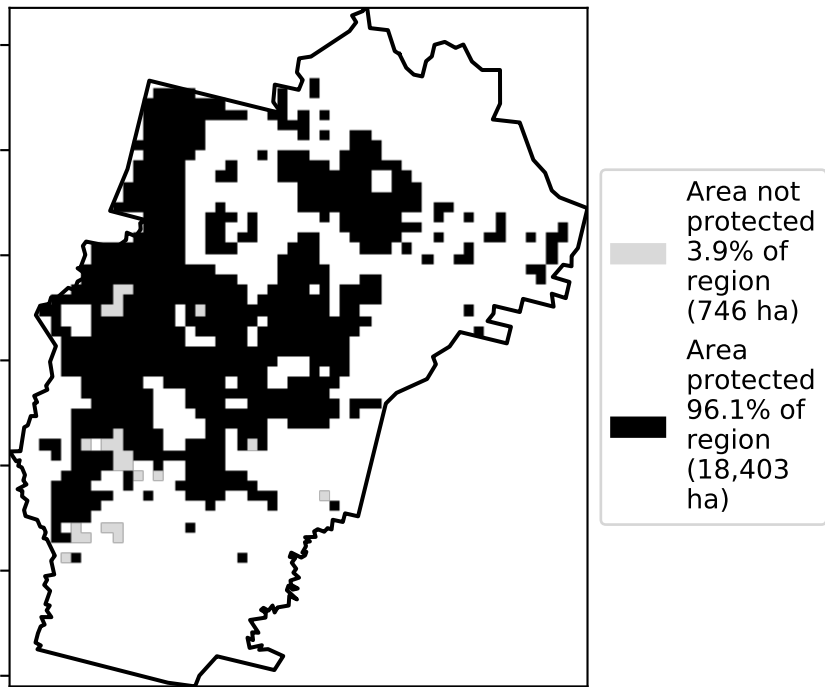 Area not
protected
3.9% of
region
(746 ha)
Area
protected
96.1% of
region
(18,403
ha)